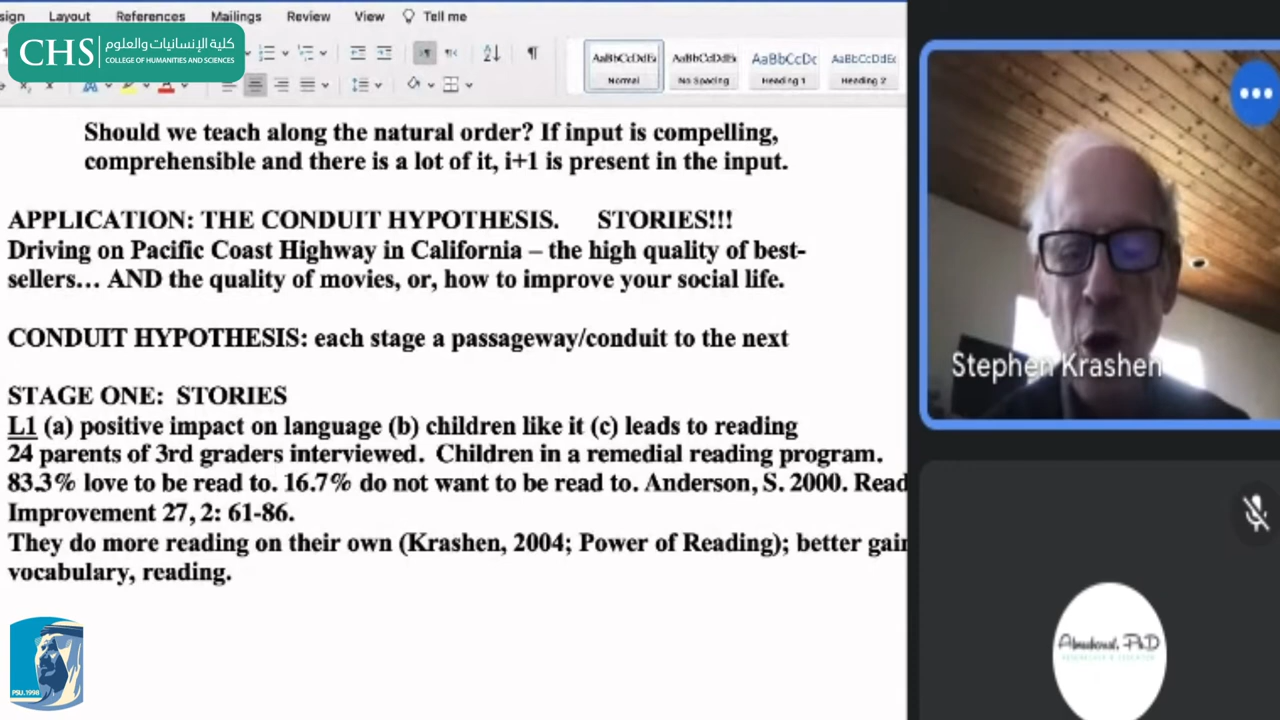 sign Layout References Mailings Review View Tell me
CHS كلية الإنسانيات والعلوم
COLLEGE OF HUMANITIES AND SCIENCES
AaBbCcDdEe AaBbCcDdEe AaBbCcDc AaBbCcDdEe
Normal No Spacing Heading 1 Heading 2
Should we teach along the natural order? If input is compelling,
comprehensible and there is a lot of it, i+1 is present in the input.
APPLICATION: THE CONDUIT HYPOTHESIS. STORIES!!!
Driving on Pacific Coast Highway in California – the high quality of best-
sellers… AND the quality of movies, or, how to improve your social life.
CONDUIT HYPOTHESIS: each stage a passageway/conduit to the next
STAGE ONE: STORIES
L1 (a) positive impact on language (b) children like it (c) leads to reading
24 parents of 3rd graders interviewed. Children in a remedial reading program.
83.3% love to be read to. 16.7% do not want to be read to. Anderson, S. 2000. Read
Improvement 27, 2: 61-86.
They do more reading on their own (Krashen, 2004; Power of Reading); better gain
vocabulary, reading.
Stephen Krashen
PSU.1998